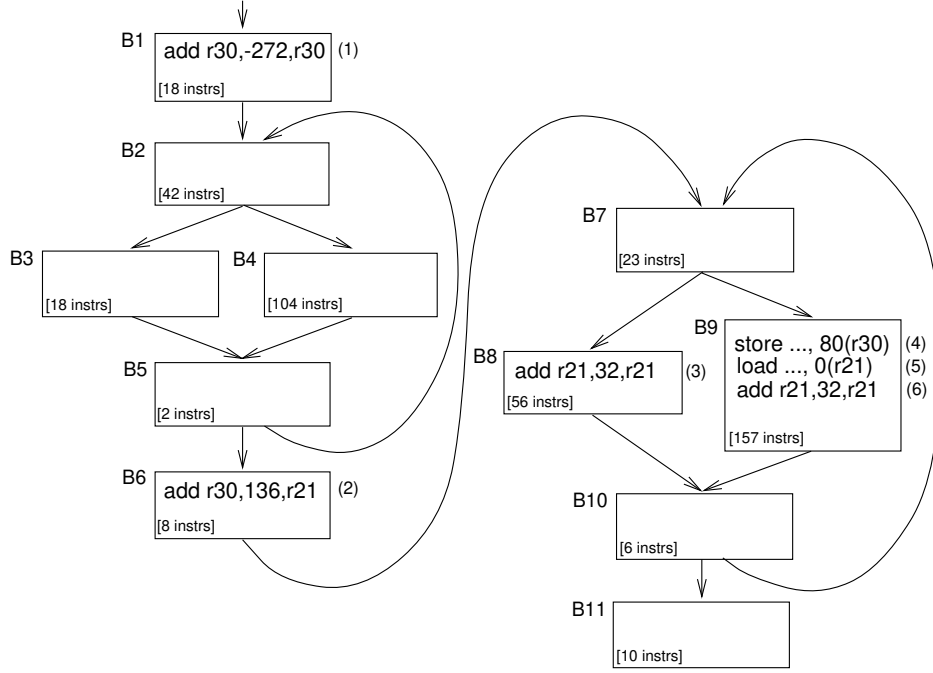 B1
add r30,-272,r30 (1)
[18 instrs]
B2
[42 instrs]
B3
[18 instrs]
B4
[104 instrs]
B5
[2 instrs]
B6
add r30,136,r21 (2)
[8 instrs]
B7
[23 instrs]
B8
add r21,32,r21 (3)
[56 instrs]
B9
store ..., 80(r30) (4)
load ..., 0(r21) (5)
add r21,32,r21 (6)
[157 instrs]
B10
[6 instrs]
B11
[10 instrs]